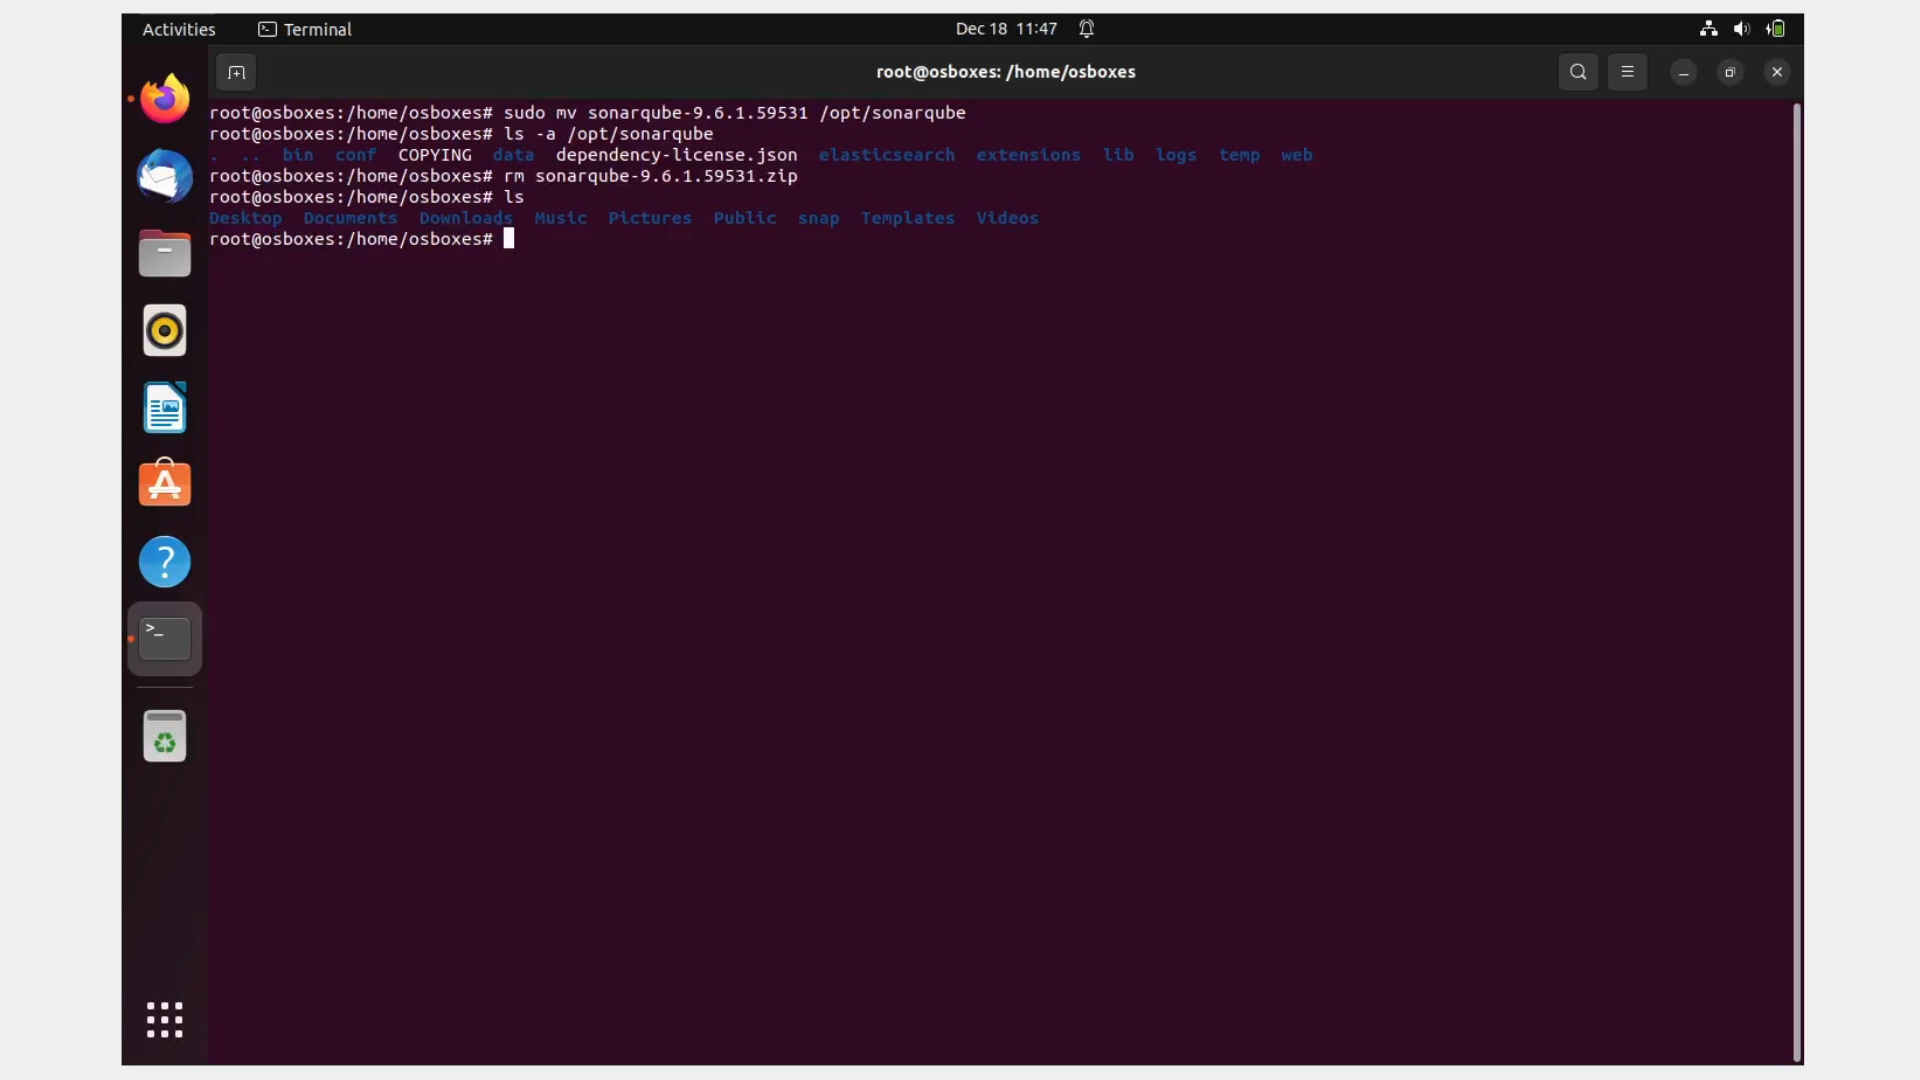 Activities Terminal Dec 18 11:47
root@osboxes: /home/osboxes
root@osboxes:/home/osboxes# sudo mv sonarqube-9.6.1.59531 /opt/sonarqube
root@osboxes:/home/osboxes# ls -a /opt/sonarqube
. .. bin conf COPYING data dependency-license.json elasticsearch extensions lib logs temp web
root@osboxes:/home/osboxes# rm sonarqube-9.6.1.59531.zip
root@osboxes:/home/osboxes# ls
Desktop Documents Downloads Music Pictures Public snap Templates Videos
root@osboxes:/home/osboxes#